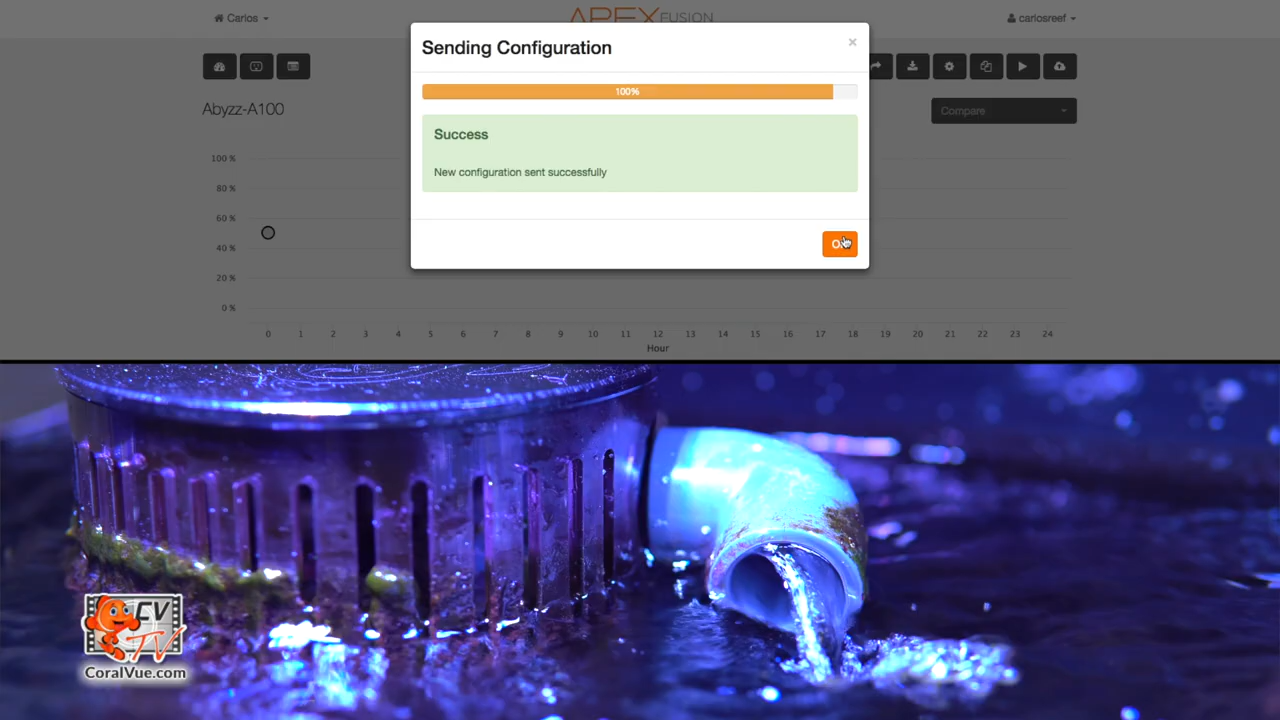 Carlos
APEX FUSION
carlosreef
Sending Configuration
×
100%
Success
New configuration sent successfully
OK
Abyzz-A100
Compare
100 %
80 %
60 %
40 %
20 %
0 %
0 1 2 3 4 5 6 7 8 9 10 11 12 13 14 15 16 17 18 19 20 21 22 23 24
Hour
CV
TV
CoralVue.com